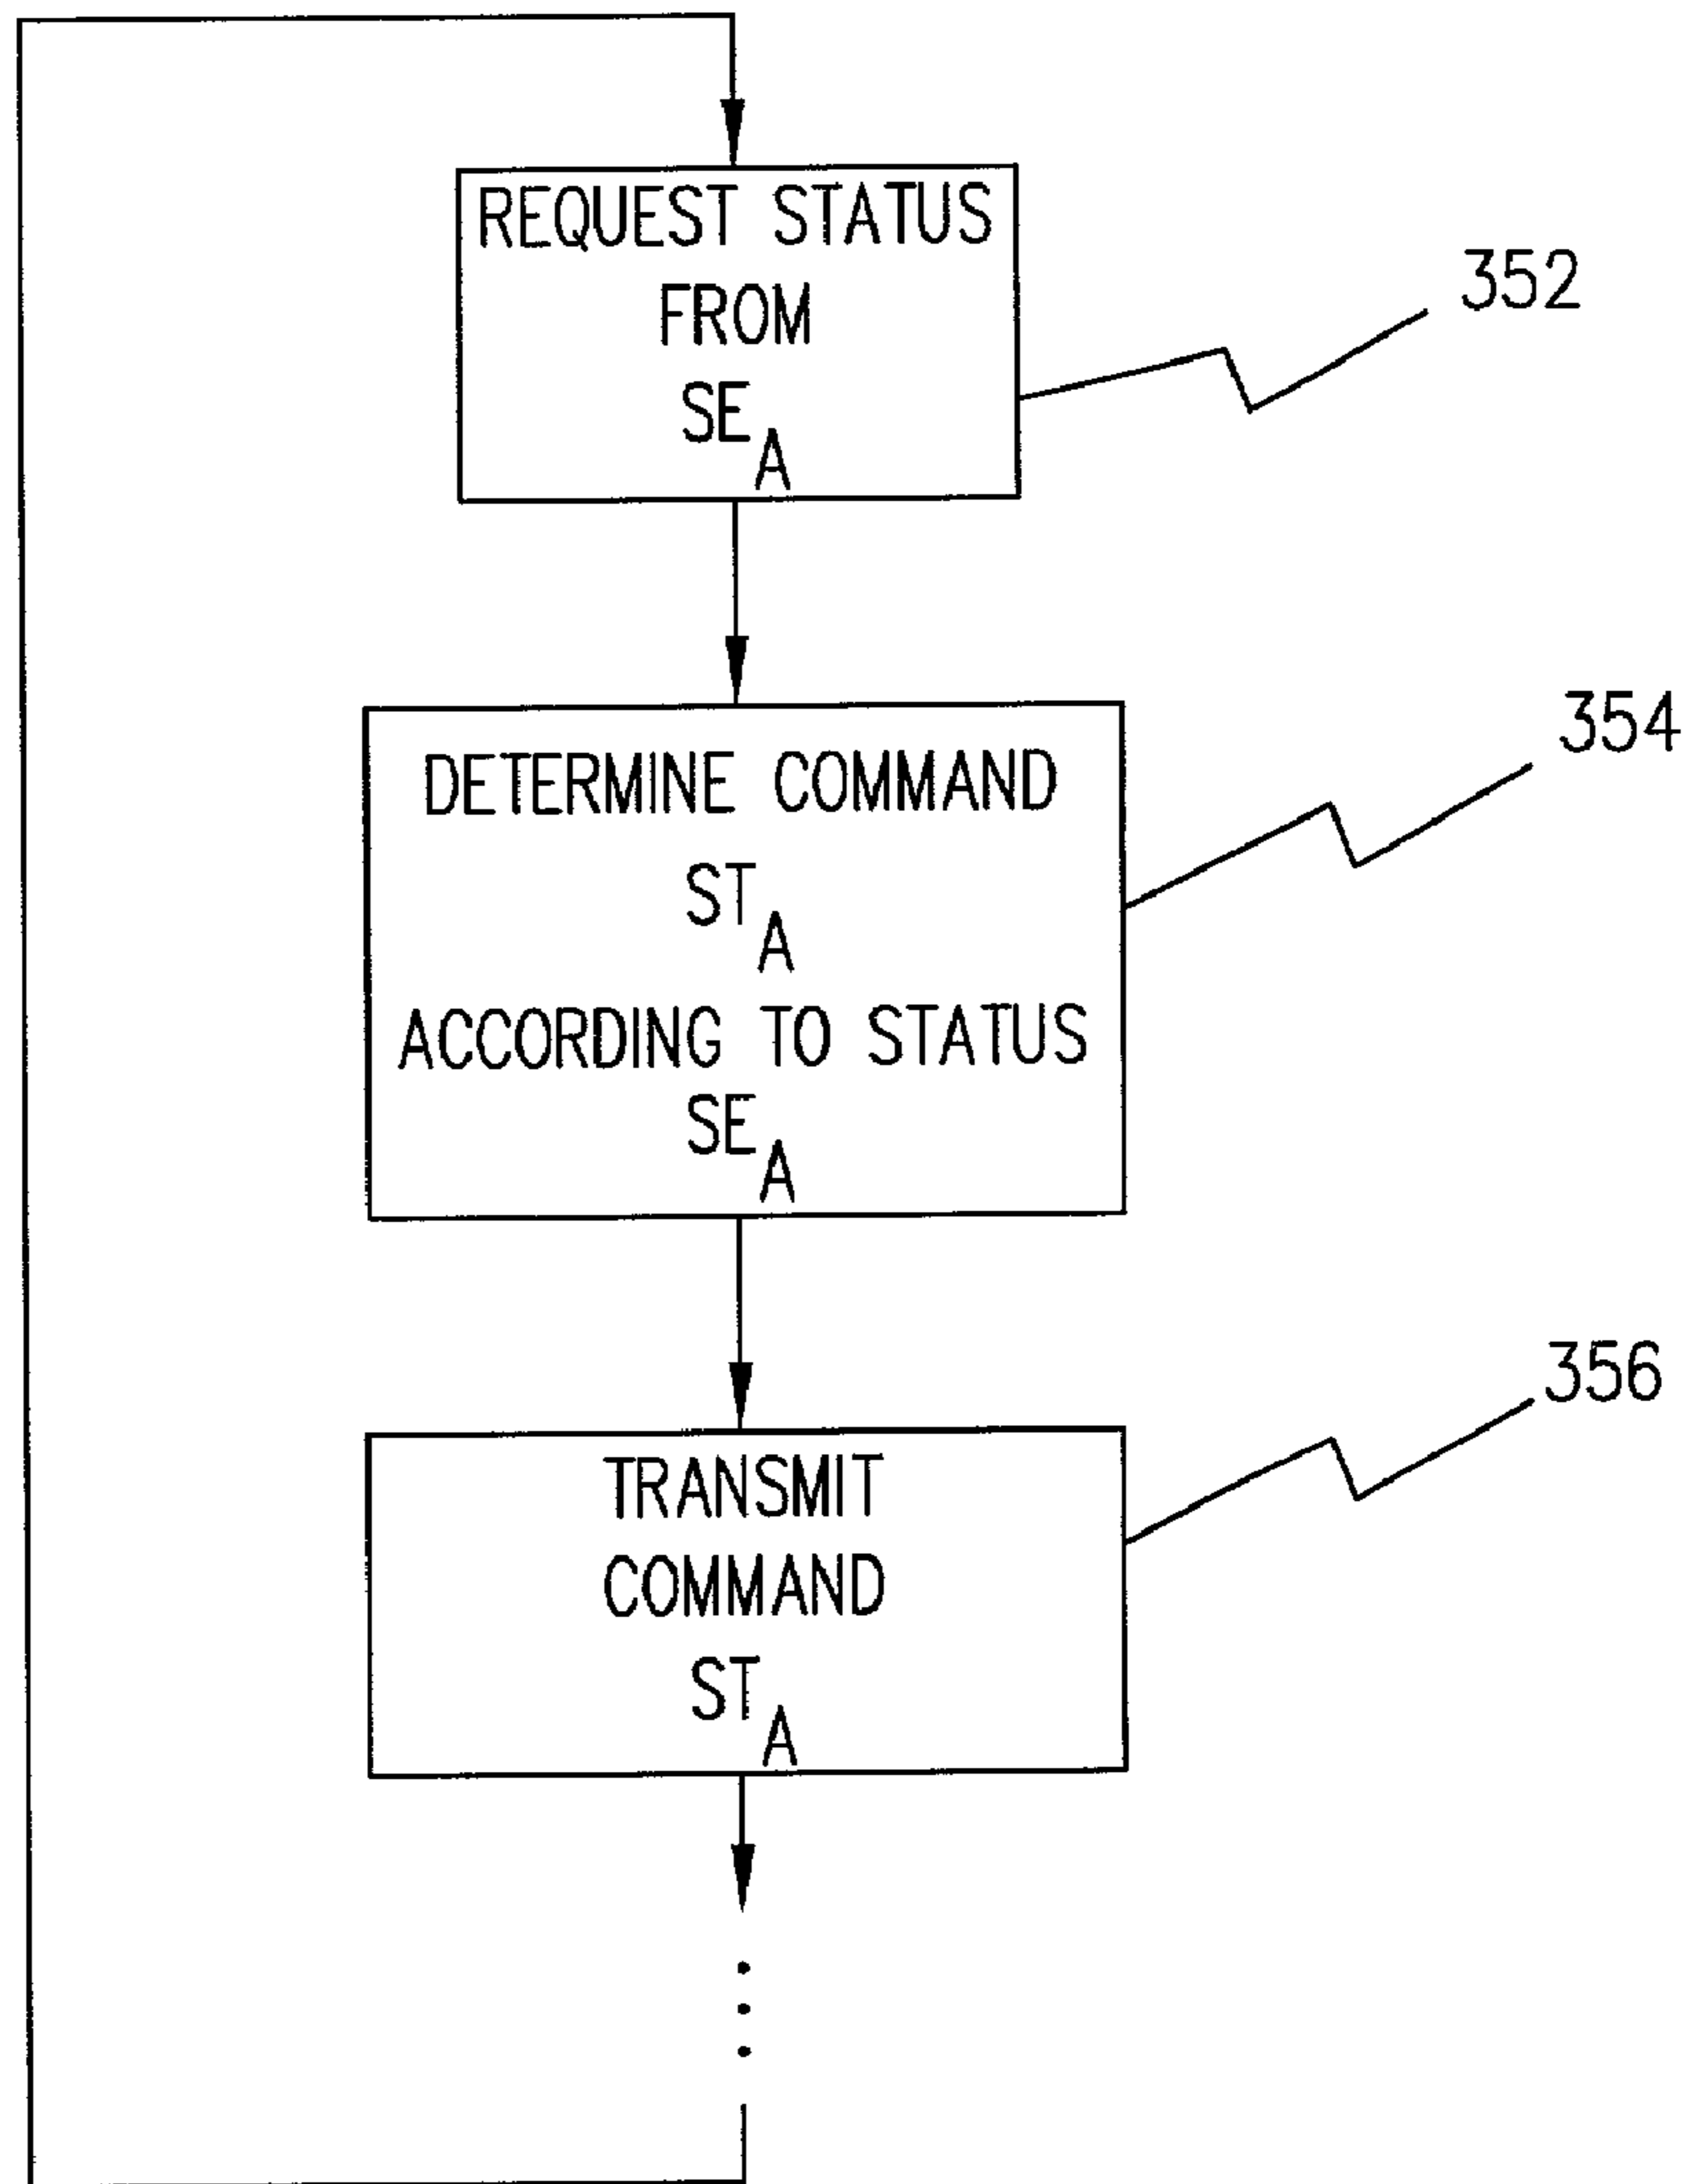 REQUEST STATUS
FROM
SE
A
352
DETERMINE COMMAND
ST
A
ACCORDING TO STATUS
SE
A
354
TRANSMIT
COMMAND
ST
A
356